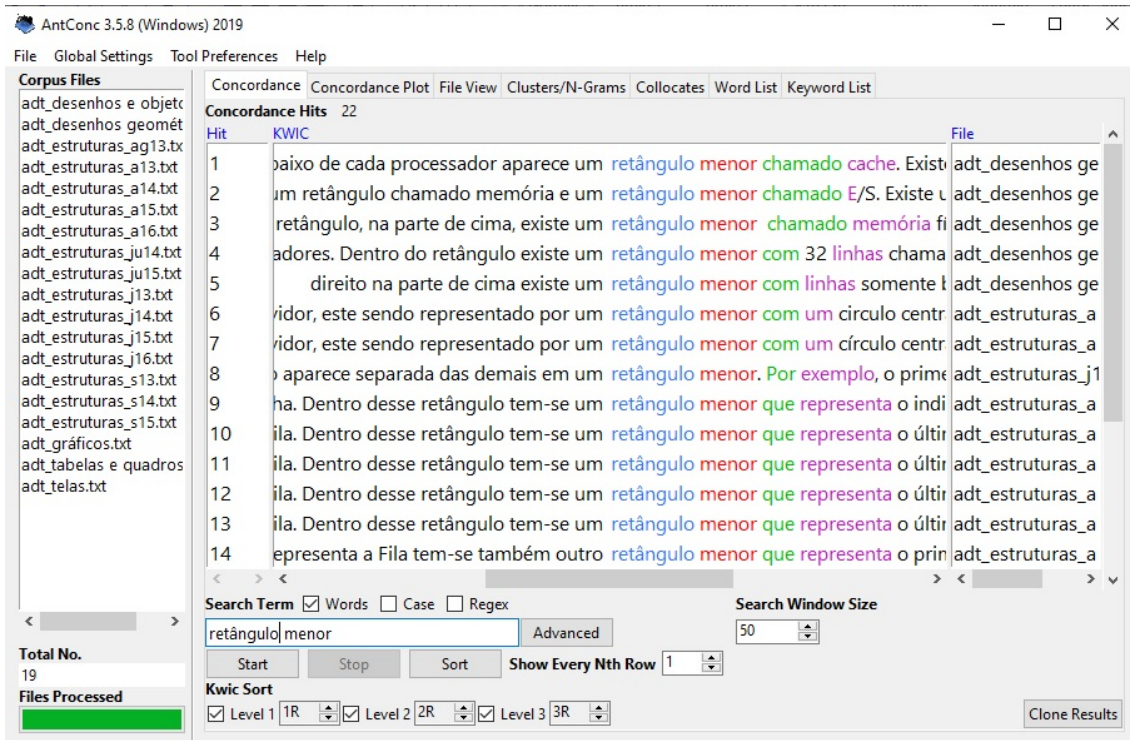 AntConc 3.5.8 (Windows) 2019
File Global Settings Tool Preferences Help
Corpus Files
adt_desenhos e objeto
adt_desenhos geomét
adt_estruturas_ag13.tx
adt_estruturas_a13.txt
adt_estruturas_a14.txt
adt_estruturas_a15.txt
adt_estruturas_a16.txt
adt_estruturas_ju14.txt
adt_estruturas_ju15.txt
adt_estruturas_j13.txt
adt_estruturas_j14.txt
adt_estruturas_j15.txt
adt_estruturas_j16.txt
adt_estruturas_s13.txt
adt_estruturas_s14.txt
adt_estruturas_s15.txt
adt_gráficos.txt
adt_tabelas e quadros
adt_telas.txt
Total No.
19
Files Processed
Concordance Concordance Plot File View Clusters/N-Grams Collocates Word List Keyword List
Concordance Hits 22
Hit KWIC File
1 baixo de cada processador aparece um retângulo menor chamado cache. Exist adt_desenhos ge
2 um retângulo chamado memória e um retângulo menor chamado E/S. Existe adt_desenhos ge
3 retângulo, na parte de cima, existe um retângulo menor chamado memória fí adt_desenhos ge
4 adores. Dentro do retângulo existe um retângulo menor com 32 linhas chama adt_desenhos ge
5 direito na parte de cima existe um retângulo menor com linhas somente adt_desenhos ge
6 vidor, este sendo representado por um retângulo menor com um circulo centr adt_estruturas_a
7 vidor, este sendo representado por um retângulo menor com um círculo centr adt_estruturas_a
8 o aparece separada das demais em um retângulo menor. Por exemplo, o prime adt_estruturas_j1
9 ha. Dentro desse retângulo tem-se um retângulo menor que representa o indi adt_estruturas_a
10 ila. Dentro desse retângulo tem-se um retângulo menor que representa o últir adt_estruturas_a
11 ila. Dentro desse retângulo tem-se um retângulo menor que representa o últir adt_estruturas_a
12 ila. Dentro desse retângulo tem-se um retângulo menor que representa o últir adt_estruturas_a
13 ila. Dentro desse retângulo tem-se um retângulo menor que representa o últir adt_estruturas_a
14 epresenta a Fila tem-se também outro retângulo menor que representa o prin adt_estruturas_a
Search Term Words Case Regex Search Window Size
retângulo menor Advanced 50
Start Stop Sort Show Every Nth Row 1
Kwic Sort
Level 1 1R Level 2 2R Level 3 3R Clone Results